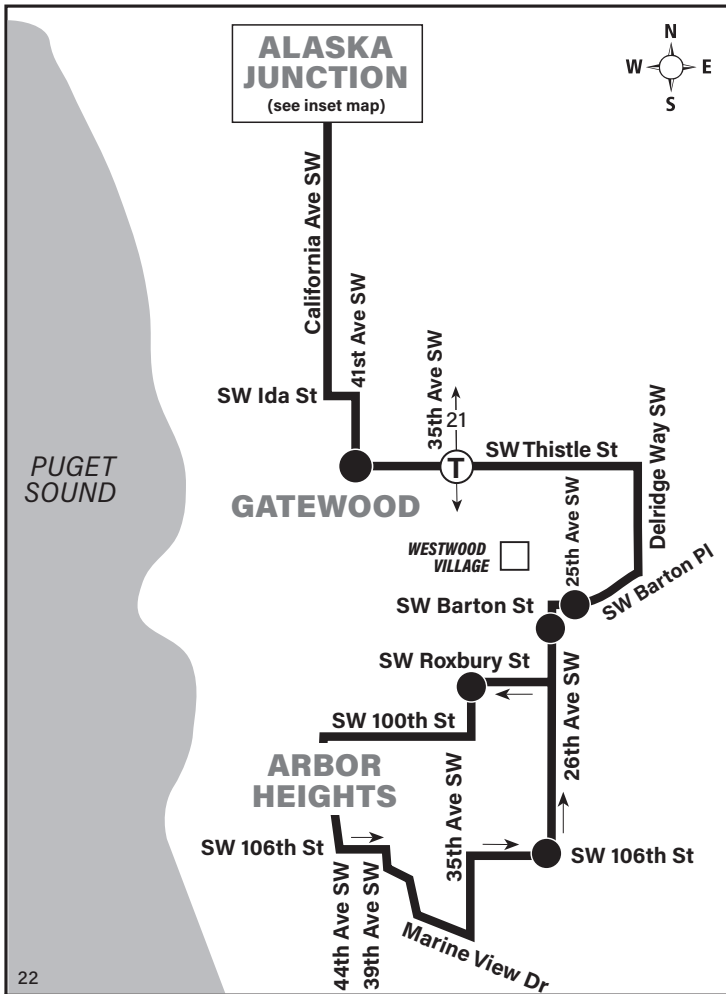 ALASKA
JUNCTION
(see inset map)
N
W
E
S
California Ave SW
41st Ave SW
SW Ida St
35th Ave SW
21
T
SW Thistle St
Delridge Way SW
PUGET
SOUND
GATEWOOD
WESTWOOD
VILLAGE
25th Ave SW
SW Barton Pl
SW Barton St
SW Roxbury St
26th Ave SW
SW 100th St
ARBOR
HEIGHTS
35th Ave SW
SW 106th St
SW 106th St
44th Ave SW
39th Ave SW
Marine View Dr
22